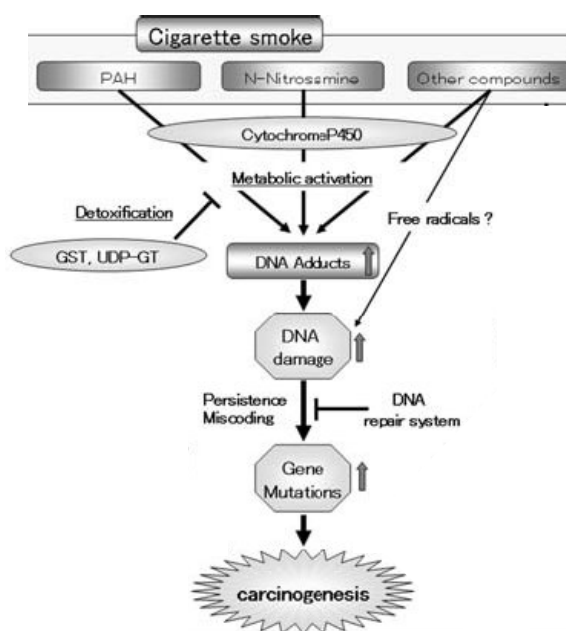 Cigarette smoke
PAH
N-Nitrosamine
Other compounds
CytochromeP450
Metabolic activation
Detoxification
Free radicals ?
GST, UDP-GT
DNA Adducts
DNA
damage
Persistence
Miscoding
DNA
repair system
Gene
Mutations
carcinogenesis